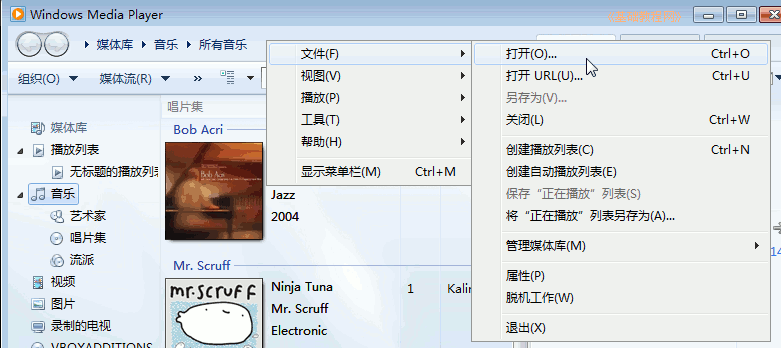 Windows Media Player
媒体库 音乐 所有音乐
组织(O) 媒体流(R) »
文件(F)
视图(V)
播放(P)
工具(T)
帮助(H)
显示菜单栏(M) Ctrl+M
打开(O)... Ctrl+O
打开 URL(U)... Ctrl+U
另存为(V)...
关闭(L) Ctrl+W
创建播放列表(C) Ctrl+N
创建自动播放列表(E)
保存“正在播放”列表(S)
将“正在播放”列表另存为(A)...
管理媒体库(M)
属性(P)
脱机工作(W)
退出(X)
媒体库
播放列表
无标题的播放列表
音乐
艺术家
唱片集
流派
视频
图片
录制的电视
VBOXADDITIONS
唱片集
Bob Acri
Bob Acri
Jazz
2004
Mr. Scruff
mr.scruff
Ninja Tuna 1 Kalin
Mr. Scruff
Electronic